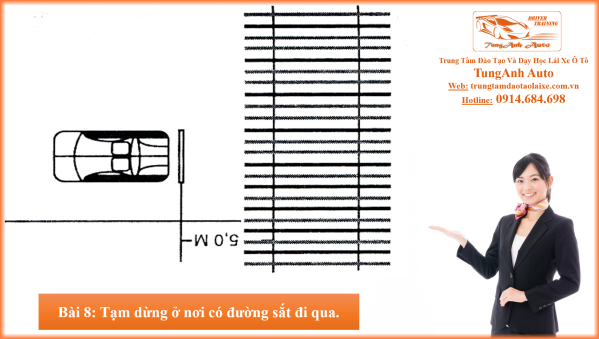 DRIVER
TRAINING
TungAnh Auto
Trung Tâm Đào Tạo Và Dạy Học Lái Xe Ô Tô
TungAnh Auto
Web: trungtamdaotaolaixe.com.vn
Hotline: 0914.684.698
5,0 M
Bài 8: Tạm dừng ở nơi có đường sắt đi qua.